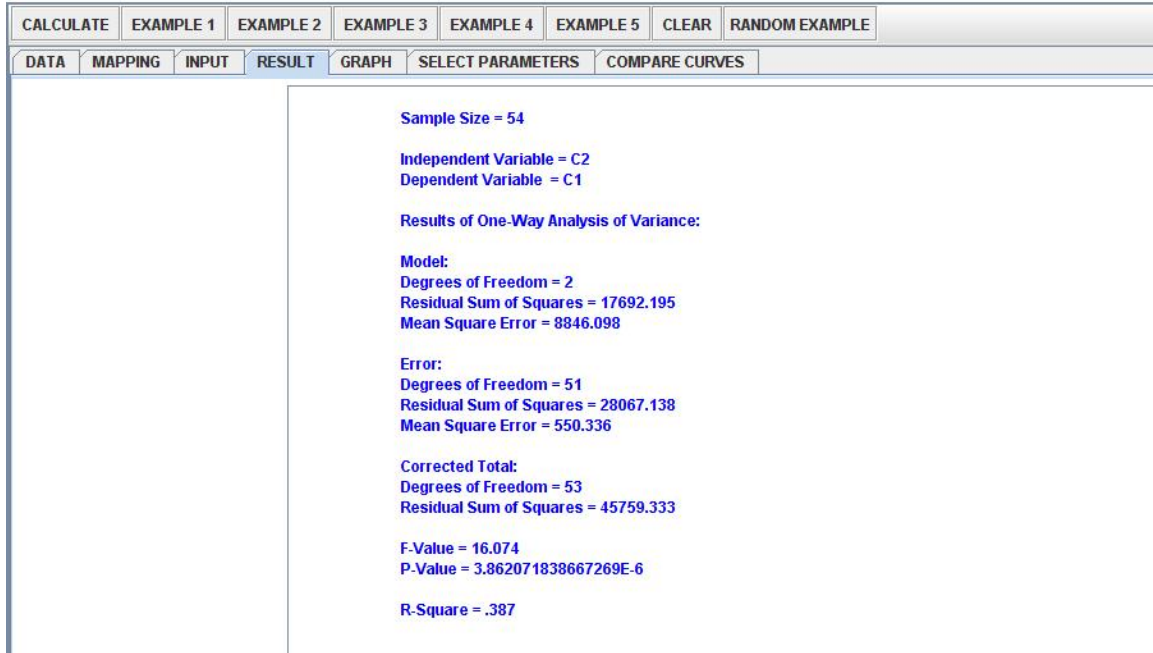 CALCULATE EXAMPLE 1 EXAMPLE 2 EXAMPLE 3 EXAMPLE 4 EXAMPLE 5 CLEAR RANDOM EXAMPLE
DATA MAPPING INPUT RESULT GRAPH SELECT PARAMETERS COMPARE CURVES
Sample Size = 54
Independent Variable = C2
Dependent Variable = C1
Results of One-Way Analysis of Variance:
Model:
Degrees of Freedom = 2
Residual Sum of Squares = 17692.195
Mean Square Error = 8846.098
Error:
Degrees of Freedom = 51
Residual Sum of Squares = 28067.138
Mean Square Error = 550.336
Corrected Total:
Degrees of Freedom = 53
Residual Sum of Squares = 45759.333
F-Value = 16.074
P-Value = 3.862071838667269E-6
R-Square = .387